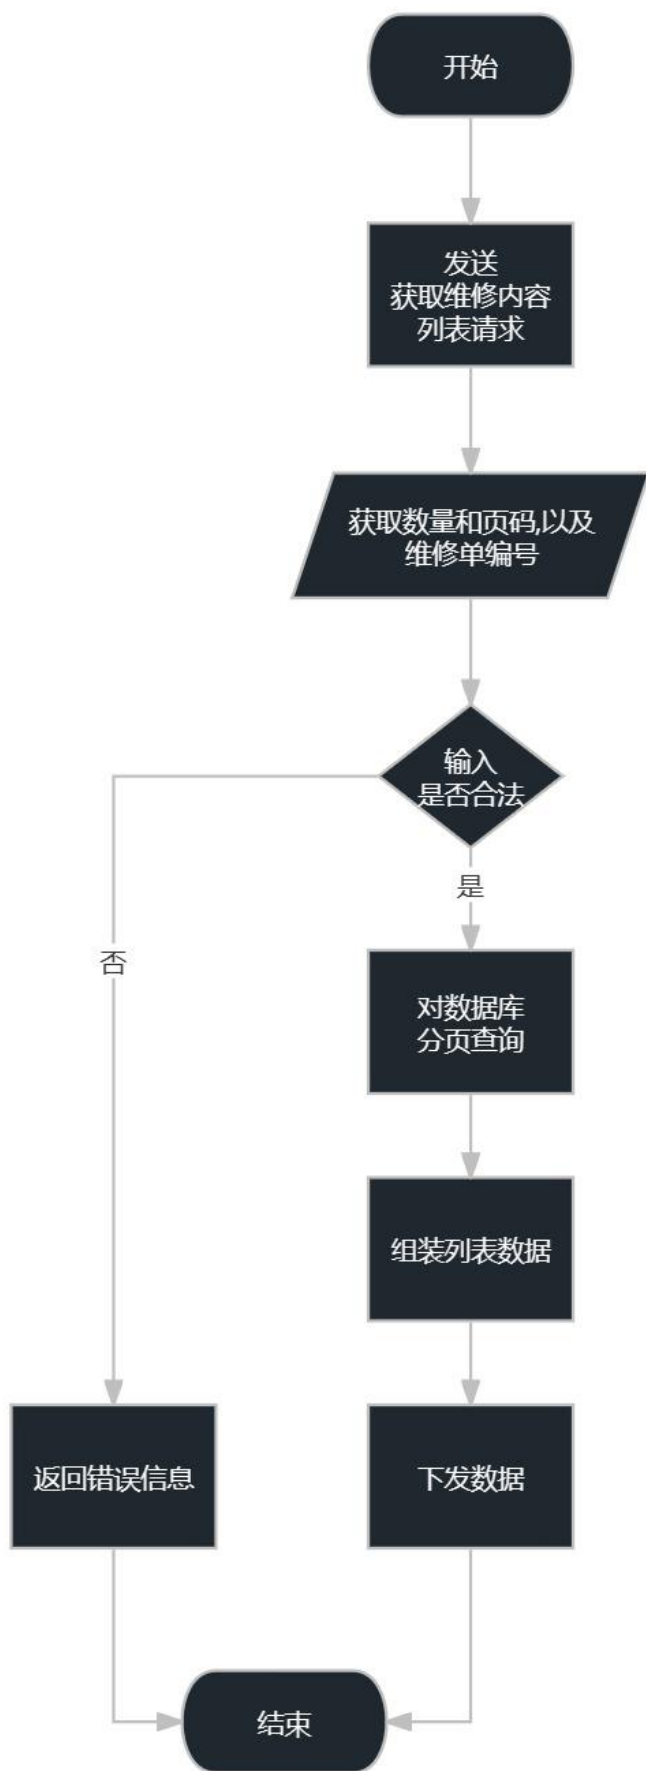 开始
发送
获取维修内容
列表请求
获取数量和页码,以及
维修单编号
输入
是否合法
是
否
对数据库
分页查询
组装列表数据
返回错误信息
下发数据
结束